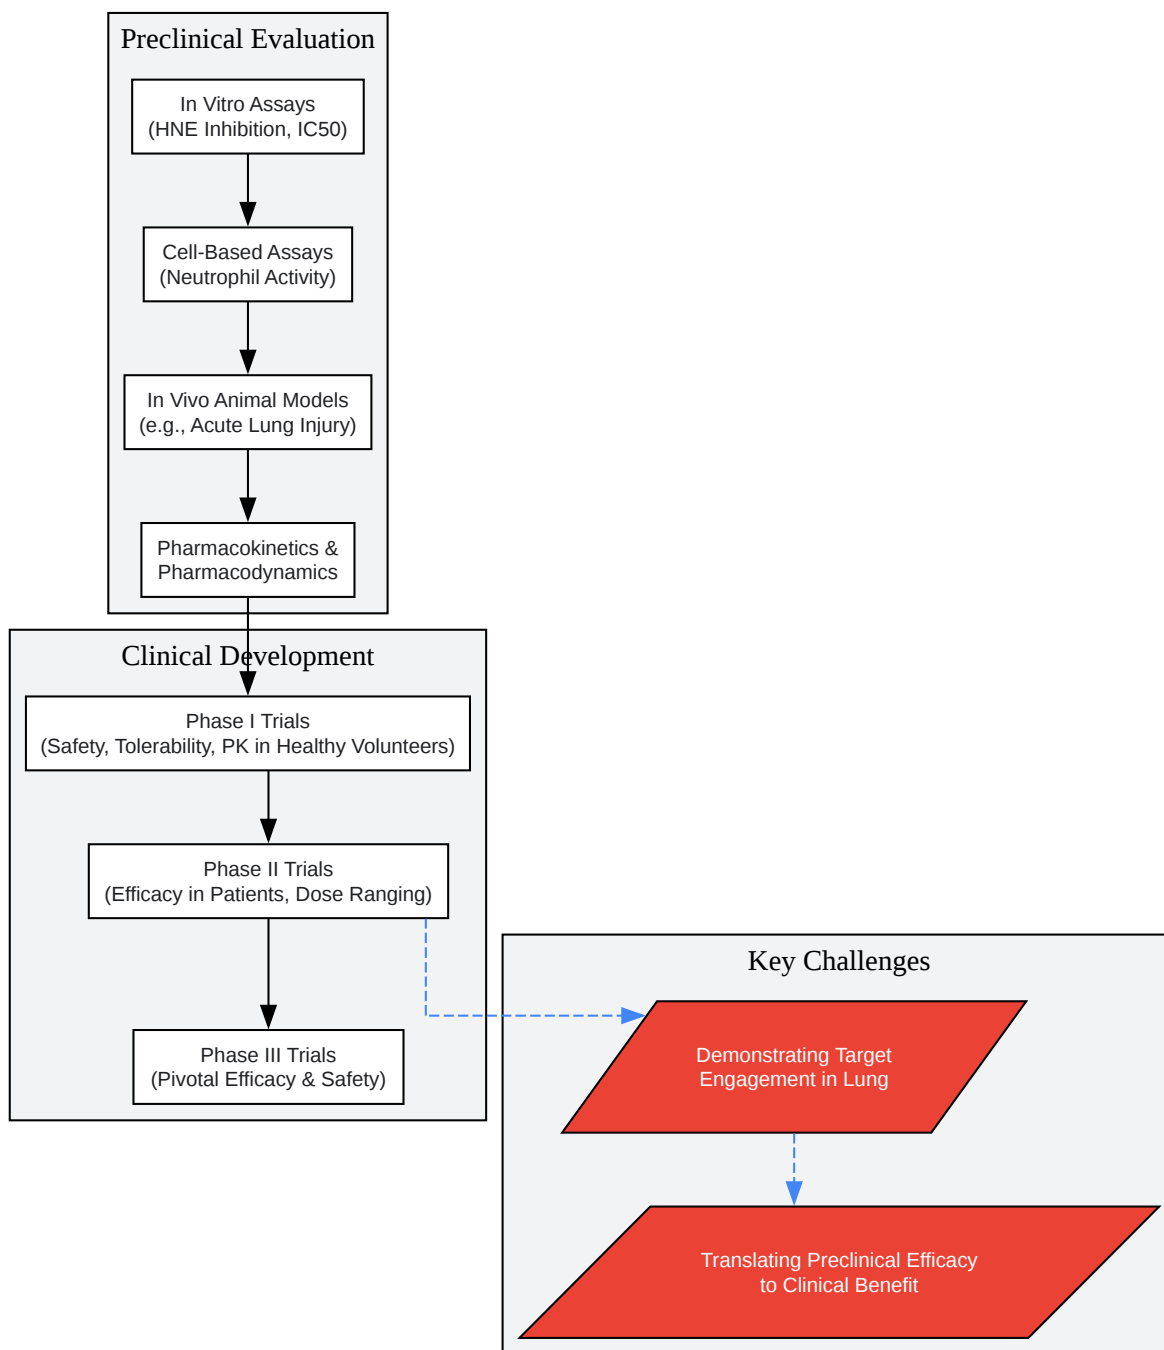 Preclinical Evaluation
In Vitro Assays
(HNE Inhibition, IC50)
Cell-Based Assays
(Neutrophil Activity)
In Vivo Animal Models
(e.g., Acute Lung Injury)
Pharmacokinetics &
Pharmacodynamics
Clinical Development
Phase I Trials
(Safety, Tolerability, PK in Healthy Volunteers)
Phase II Trials
(Efficacy in Patients, Dose Ranging)
Phase III Trials
(Pivotal Efficacy & Safety)
Key Challenges
Demonstrating Target
Engagement in Lung
Translating Preclinical Efficacy
to Clinical Benefit